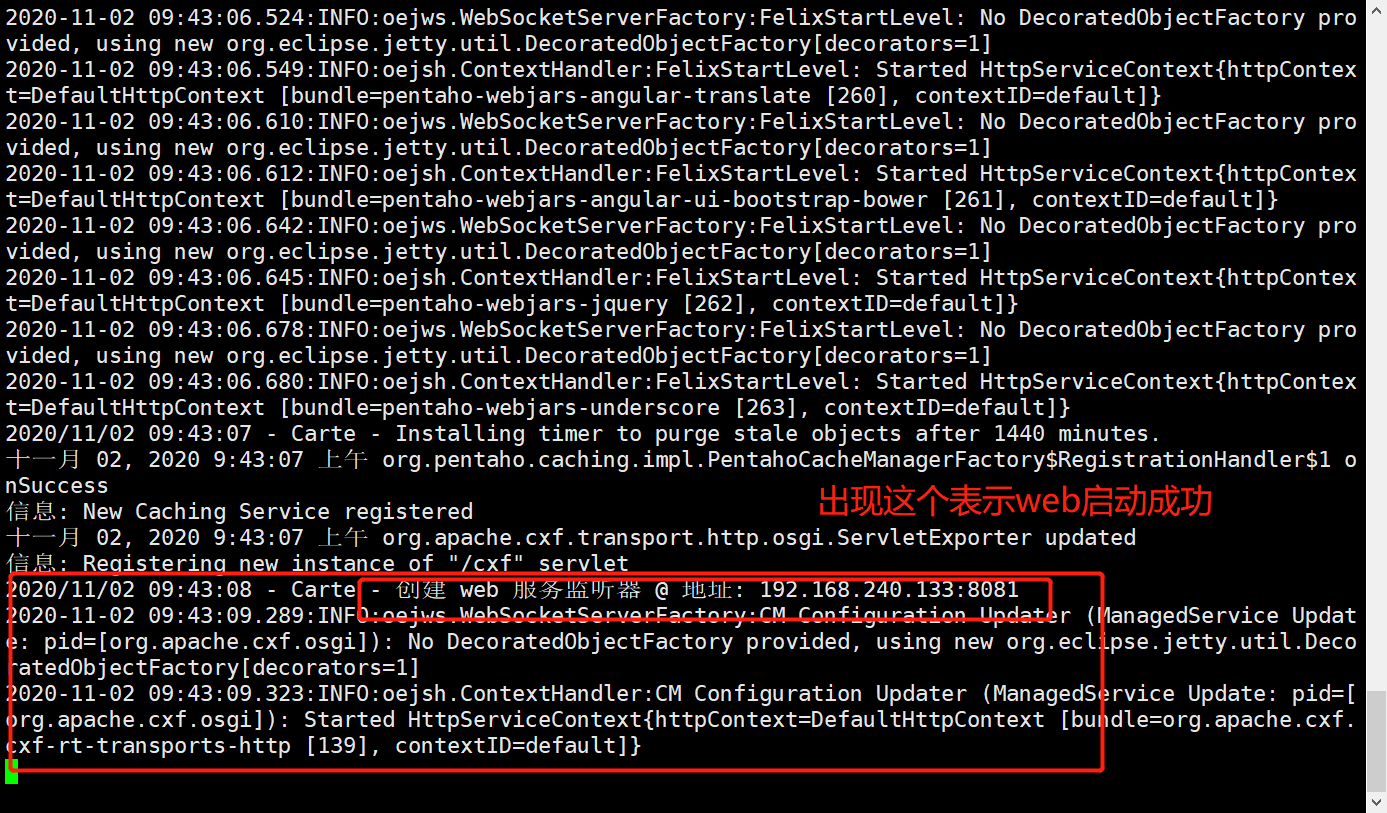 2020-11-02 09:43:06.524:INFO:oejws.WebSocketServerFactory:FelixStartLevel: No DecoratedObjectFactory pro
vided, using new org.eclipse.jetty.util.DecoratedObjectFactory[decorators=1]
2020-11-02 09:43:06.549:INFO:oejsh.ContextHandler:FelixStartLevel: Started HttpServiceContext{httpContex
t=DefaultHttpContext [bundle=pentaho-webjars-angular-translate [260], contextID=default]}
2020-11-02 09:43:06.610:INFO:oejws.WebSocketServerFactory:FelixStartLevel: No DecoratedObjectFactory pro
vided, using new org.eclipse.jetty.util.DecoratedObjectFactory[decorators=1]
2020-11-02 09:43:06.612:INFO:oejsh.ContextHandler:FelixStartLevel: Started HttpServiceContext{httpContex
t=DefaultHttpContext [bundle=pentaho-webjars-angular-ui-bootstrap-bower [261], contextID=default]}
2020-11-02 09:43:06.642:INFO:oejws.WebSocketServerFactory:FelixStartLevel: No DecoratedObjectFactory pro
vided, using new org.eclipse.jetty.util.DecoratedObjectFactory[decorators=1]
2020-11-02 09:43:06.645:INFO:oejsh.ContextHandler:FelixStartLevel: Started HttpServiceContext{httpContex
t=DefaultHttpContext [bundle=pentaho-webjars-jquery [262], contextID=default]}
2020-11-02 09:43:06.678:INFO:oejws.WebSocketServerFactory:FelixStartLevel: No DecoratedObjectFactory pro
vided, using new org.eclipse.jetty.util.DecoratedObjectFactory[decorators=1]
2020-11-02 09:43:06.680:INFO:oejsh.ContextHandler:FelixStartLevel: Started HttpServiceContext{httpContex
t=DefaultHttpContext [bundle=pentaho-webjars-underscore [263], contextID=default]}
2020/11/02 09:43:07 - Carte - Installing timer to purge stale objects after 1440 minutes.
十一月 02, 2020 9:43:07 上午 org.pentaho.caching.impl.PentahoCacheManagerFactory$RegistrationHandler$1 o
nSuccess
信息: New Caching Service registered
出现这个表示web启动成功
十一月 02, 2020 9:43:07 上午 org.apache.cxf.transport.http.osgi.ServletExporter updated
信息: Registering new instance of "/cxf" servlet
2020/11/02 09:43:08 - Carte - 创建 web 服务监听器 @ 地址: 192.168.240.133:8081
2020-11-02 09:43:09.289:INFO:oejws.WebSocketServerFactory:CM Configuration Updater (ManagedService Updat
e: pid=[org.apache.cxf.osgi]): No DecoratedObjectFactory provided, using new org.eclipse.jetty.util.Deco
ratedObjectFactory[decorators=1]
2020-11-02 09:43:09.323:INFO:oejsh.ContextHandler:CM Configuration Updater (ManagedService Update: pid=[
org.apache.cxf.osgi]): Started HttpServiceContext{httpContext=DefaultHttpContext [bundle=org.apache.cxf.
cxf-rt-transports-http [139], contextID=default]}